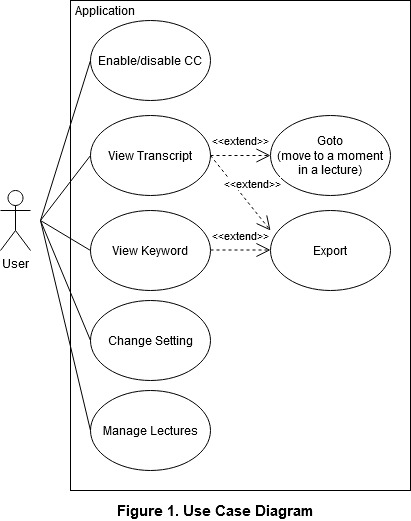 Application
Enable/disable CC
View Transcript
<<extend>>
Goto
(move to a moment
in a lecture)
<<extend>>
User
View Keyword
<<extend>>
Export
Change Setting
Manage Lectures
Figure 1. Use Case Diagram